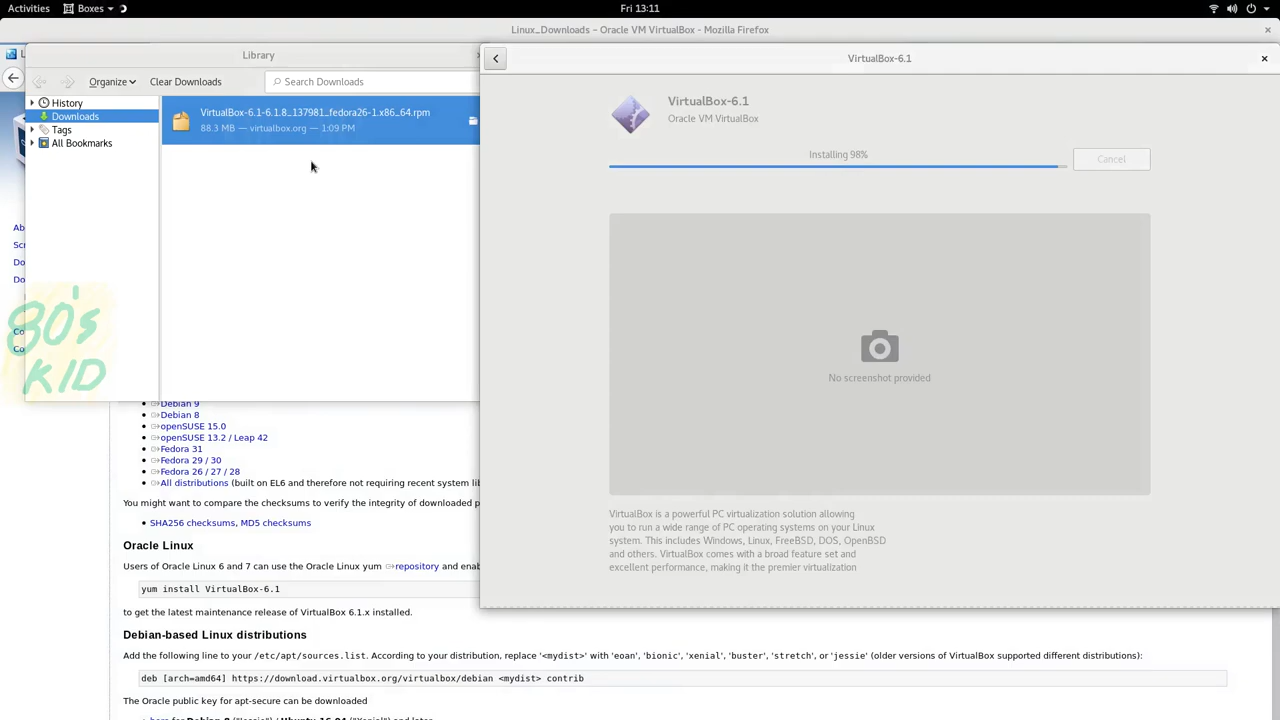 Activities
Boxes
Fri 13:11
Linux_Downloads – Oracle VM VirtualBox - Mozilla Firefox
Library
Organize
Clear Downloads
Search Downloads
History
Downloads
Tags
All Bookmarks
VirtualBox-6.1-6.1.8_137981_fedora26-1.x86_64.rpm
88.3 MB — virtualbox.org — 1:09 PM
VirtualBox-6.1
VirtualBox-6.1
Oracle VM VirtualBox
Installing 98%
Cancel
No screenshot provided
VirtualBox is a powerful PC virtualization solution allowing
you to run a wide range of PC operating systems on your Linux
system. This includes Windows, Linux, FreeBSD, DOS, OpenBSD
and others. VirtualBox comes with a broad feature set and
excellent performance, making it the premier virtualization
80's
KID
Debian 9
Debian 8
openSUSE 15.0
openSUSE 13.2 / Leap 42
Fedora 31
Fedora 29 / 30
Fedora 26 / 27 / 28
All distributions (built on EL6 and therefore not requiring recent system
You might want to compare the checksums to verify the integrity of downloaded
SHA256 checksums, MD5 checksums
Oracle Linux
Users of Oracle Linux 6 and 7 can use the Oracle Linux yum repository and
yum install VirtualBox-6.1
to get the latest maintenance release of VirtualBox 6.1.x installed.
Debian-based Linux distributions
Add the following line to your /etc/apt/sources.list. According to your distribution, replace '<mydist>' with 'eoan', 'bionic', 'xenial', 'buster', 'stretch', or 'jessie' (older versions of VirtualBox supported different distributions):
deb [arch=amd64] https://download.virtualbox.org/virtualbox/debian <mydist> contrib
The Oracle public key for apt-secure can be downloaded